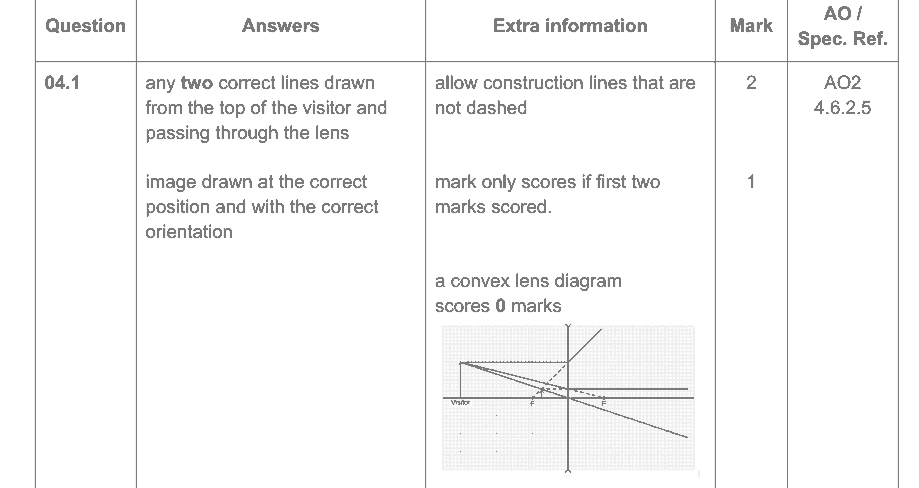 Question Answers Extra information Mark AO /
Spec. Ref.
04.1 any two correct lines drawn allow construction lines that are 2 AO2
from the top of the visitor and not dashed 4.6.2.5
passing through the lens
image drawn at the correct mark only scores if first two 1
position and with the correct marks scored.
orientation
a convex lens diagram
scores 0 marks
Visitor F F